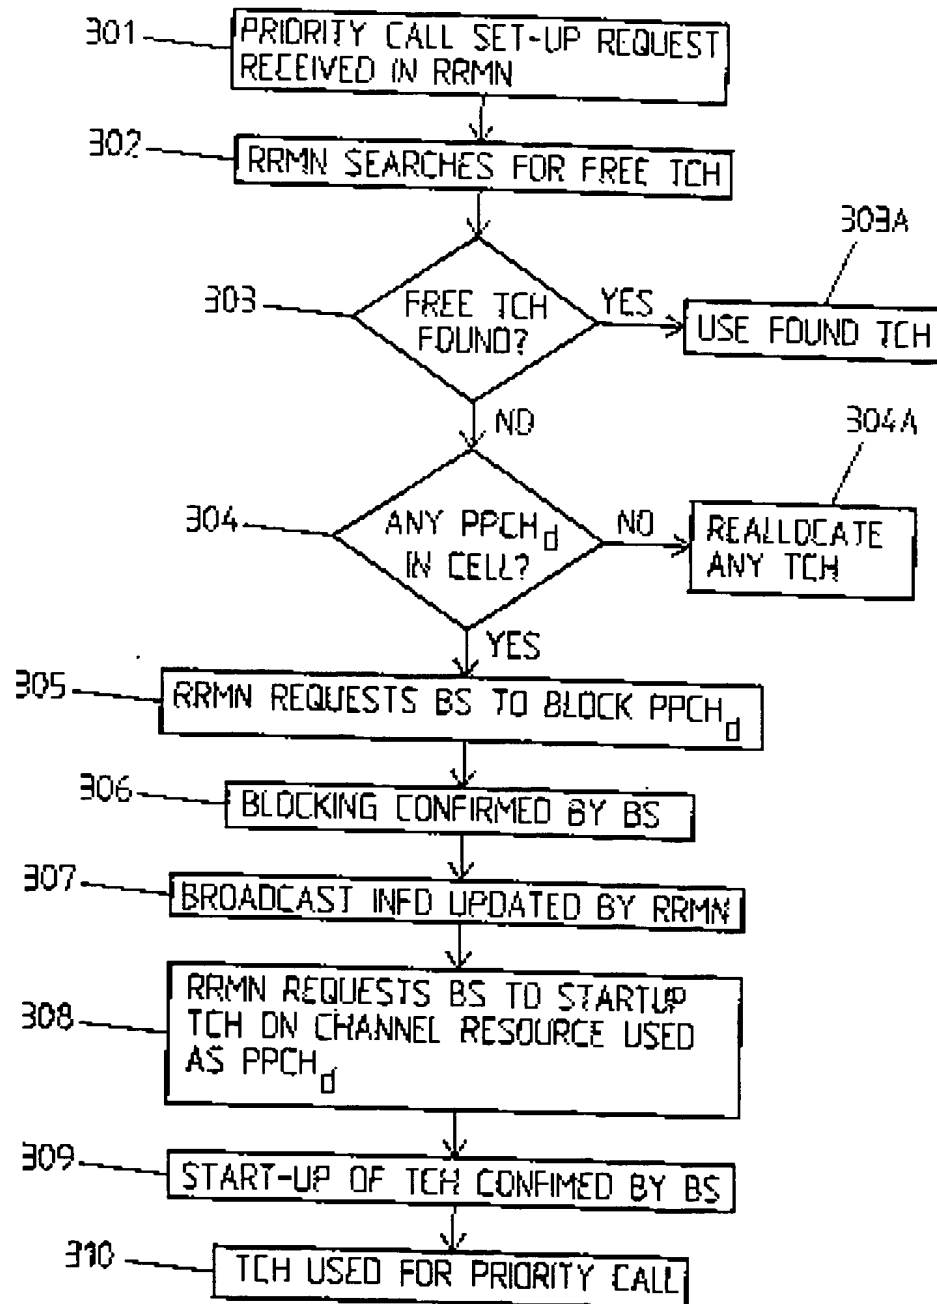 301
PRIORITY CALL SET-UP REQUEST
RECEIVED IN RRMN
302
RRMN SEARCHES FOR FREE TCH
303A
303
FREE TCH
FOUND?
YES
USE FOUND TCH
NO
304A
304
ANY PPCHd
IN CELL?
NO
REALLOCATE
ANY TCH
YES
305
RRMN REQUESTS BS TO BLOCK PPCHd
306
BLOCKING CONFIRMED BY BS
307
BROADCAST INFO UPDATED BY RRMN
308
RRMN REQUESTS BS TO STARTUP
TCH ON CHANNEL RESOURCE USED
AS PPCHd
309
START-UP OF TCH CONFIMED BY BS
310
TCH USED FOR PRIORITY CALL